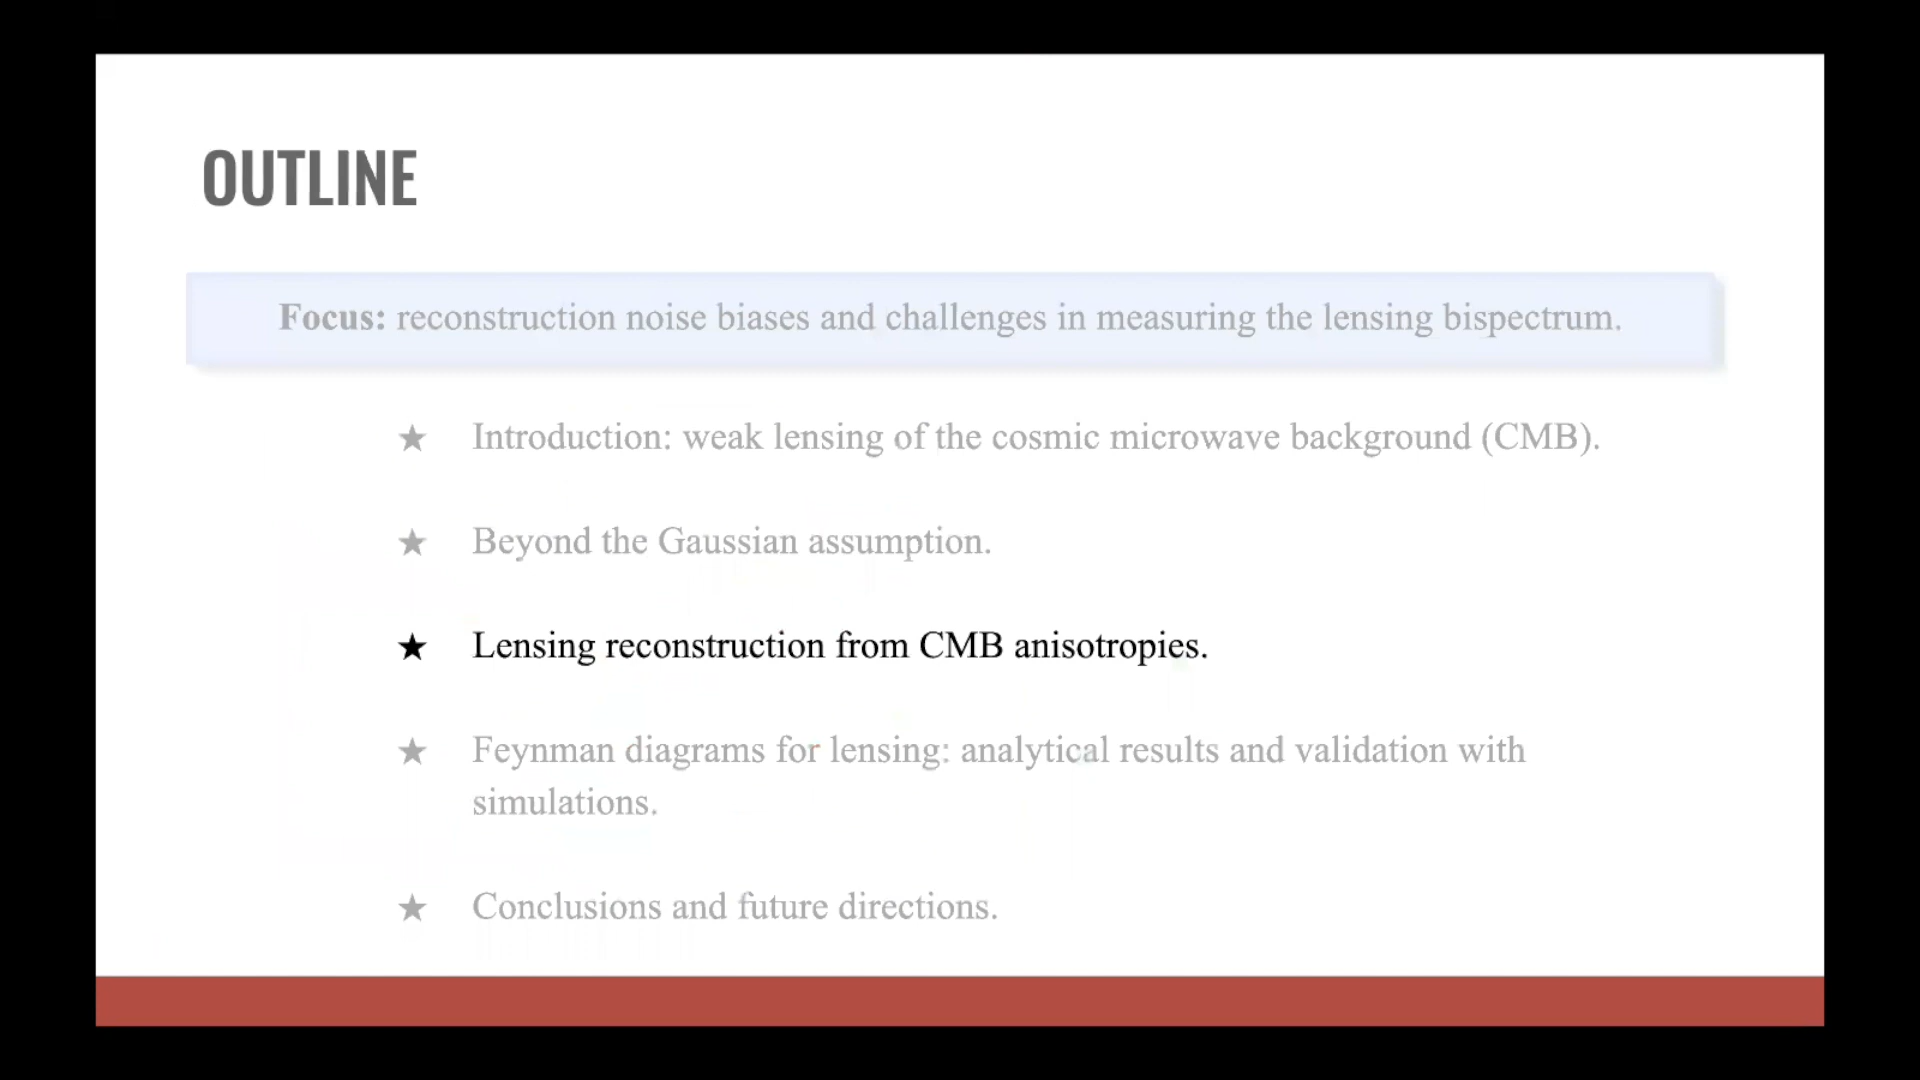 OUTLINE
Focus: reconstruction noise biases and challenges in measuring the lensing bispectrum.
★ Introduction: weak lensing of the cosmic microwave background (CMB).
★ Beyond the Gaussian assumption.
★ Lensing reconstruction from CMB anisotropies.
★ Feynman diagrams for lensing: analytical results and validation with
simulations.
★ Conclusions and future directions.